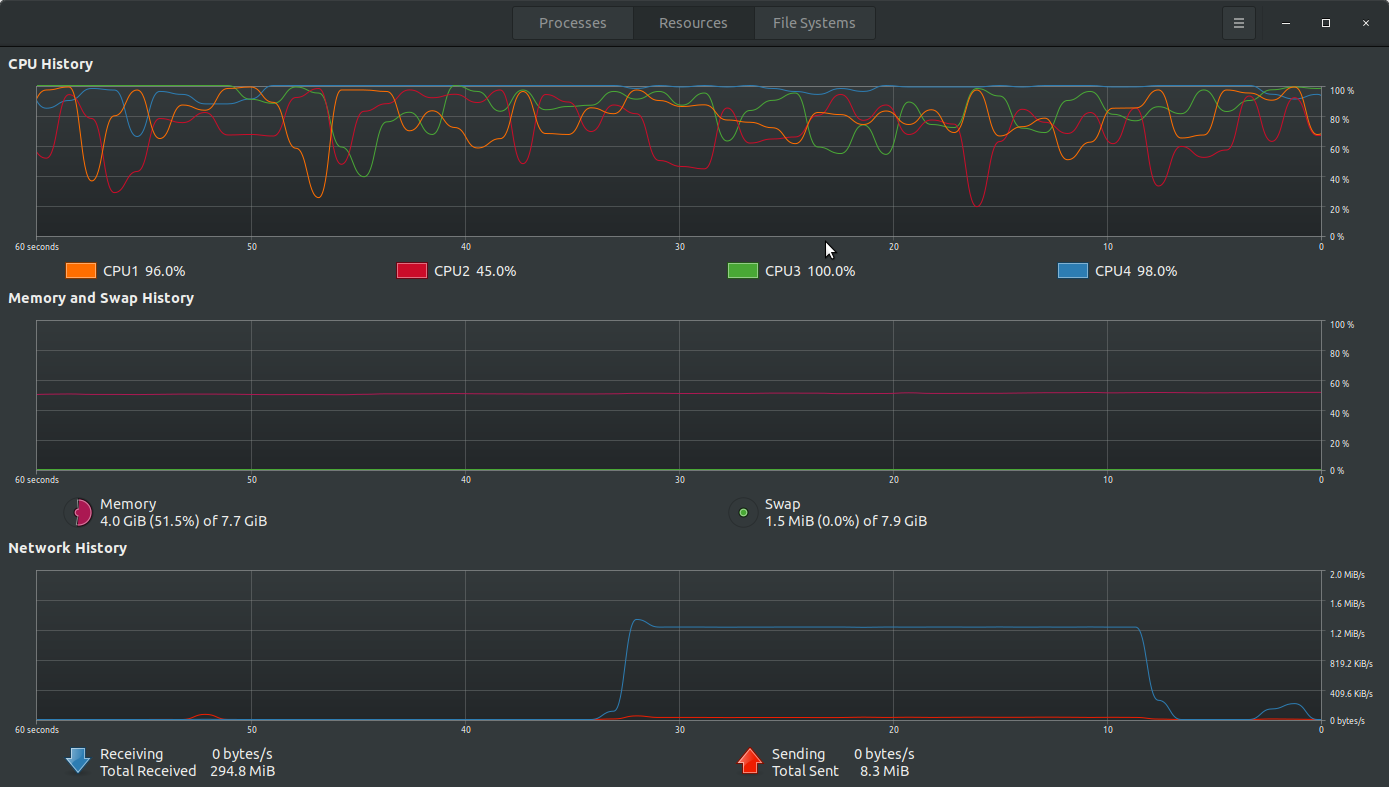 Processes Resources File Systems
CPU History
100 %
80 %
60 %
40 %
20 %
0 %
60 seconds 50 40 30 20 10 0
CPU1 96.0% CPU2 45.0% CPU3 100.0% CPU4 98.0%
Memory and Swap History
100 %
80 %
60 %
40 %
20 %
0 %
60 seconds 50 40 30 20 10 0
Memory Swap
4.0 GiB (51.5%) of 7.7 GiB 1.5 MiB (0.0%) of 7.9 GiB
Network History
2.0 MiB/s
1.6 MiB/s
1.2 MiB/s
819.2 KiB/s
409.6 KiB/s
0 bytes/s
60 seconds 50 40 30 20 10 0
Receiving 0 bytes/s Sending 0 bytes/s
Total Received 294.8 MiB Total Sent 8.3 MiB